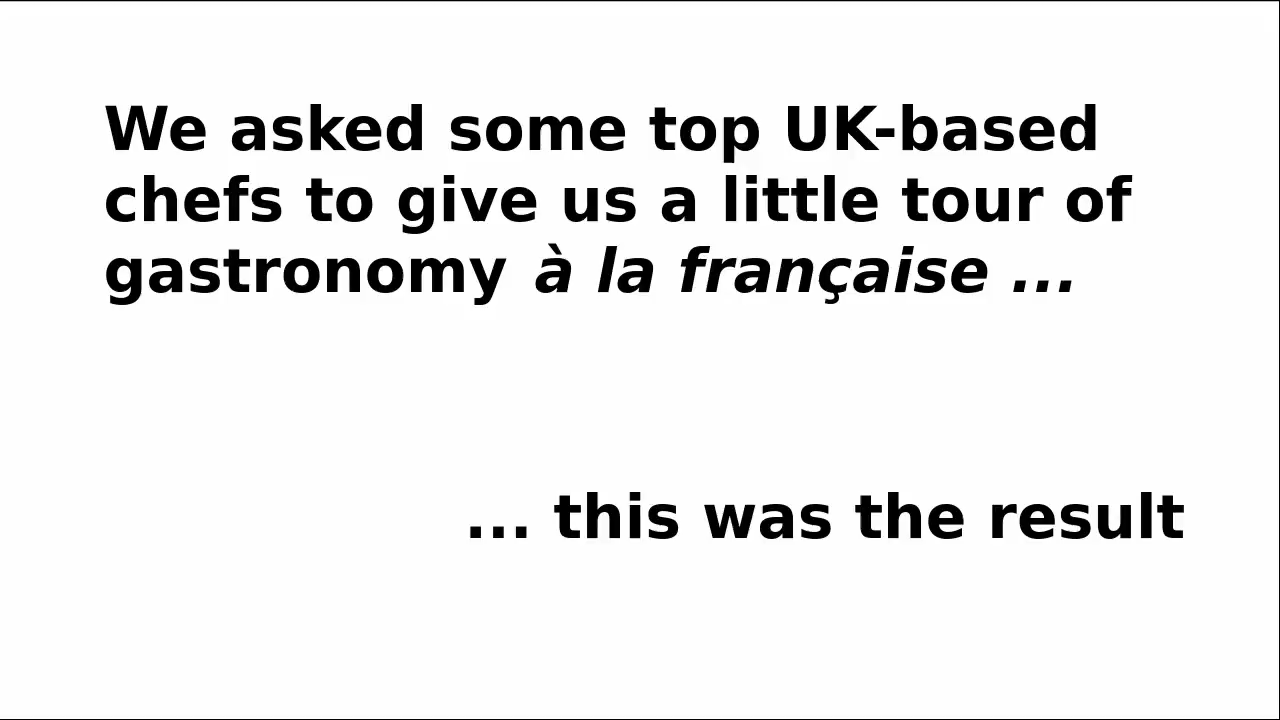 We asked some top UK-based
chefs to give us a little tour of
gastronomy à la française ...
... this was the result